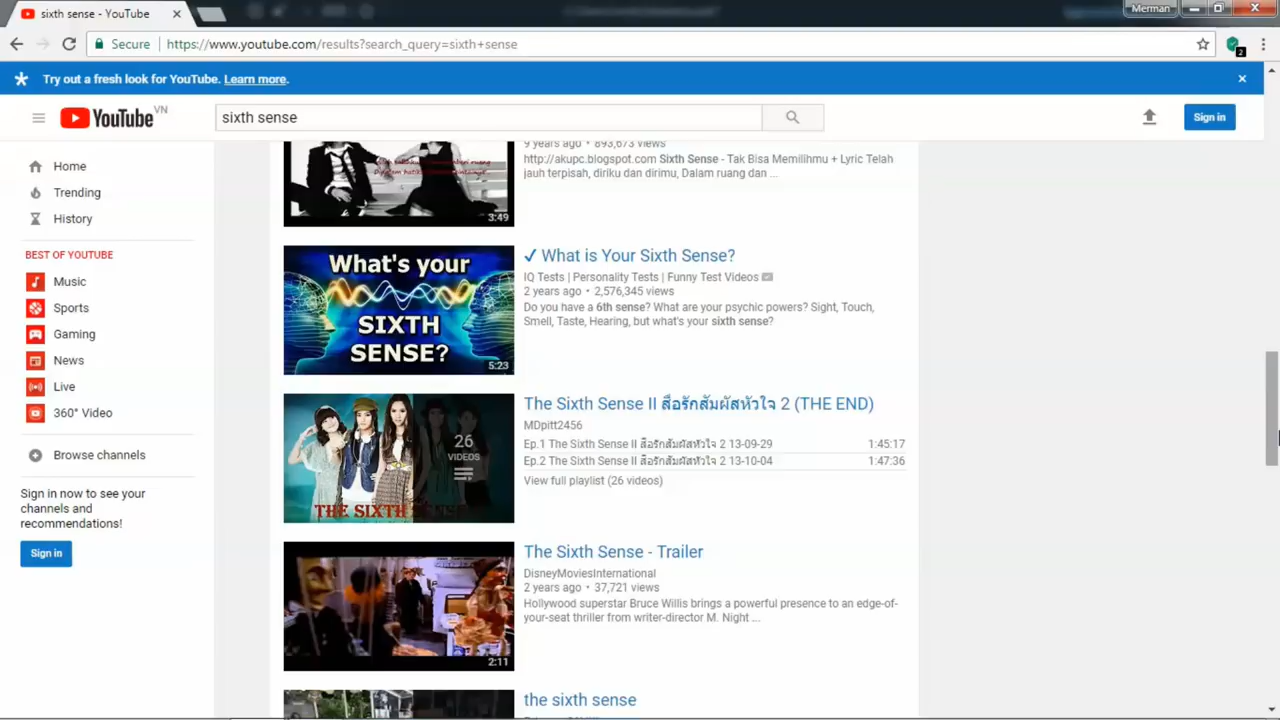 sixth sense - YouTube
Merman
Secure
https://www.youtube.com/results?search_query=sixth+sense
2
Try out a fresh look for YouTube. Learn more.
YouTube VN
sixth sense
Sign in
Home
Trending
History
BEST OF YOUTUBE
Music
Sports
Gaming
News
Live
360° Video
Browse channels
Sign in now to see your
channels and
recommendations!
Sign in
9 years ago • 893,673 views
http://akupc.blogspot.com Sixth Sense - Tak Bisa Memilihmu + Lyric Telah
jauh terpisah, diriku dan dirimu, Dalam ruang dan ...
3:49
What's your
SIXTH
SENSE?
5:23
✓ What is Your Sixth Sense?
IQ Tests | Personality Tests | Funny Test Videos
2 years ago • 2,576,345 views
Do you have a 6th sense? What are your psychic powers? Sight, Touch,
Smell, Taste, Hearing, but what's your sixth sense?
26
VIDEOS
THE SIXTH SENSE
The Sixth Sense II สื่อรักสัมผัสหัวใจ 2 (THE END)
MDpitt2456
Ep.1 The Sixth Sense II สื่อรักสัมผัสหัวใจ 2 13-09-29 1:45:17
Ep.2 The Sixth Sense II สื่อรักสัมผัสหัวใจ 2 13-10-04 1:47:36
View full playlist (26 videos)
2:11
The Sixth Sense - Trailer
DisneyMoviesInternational
2 years ago • 37,721 views
Hollywood superstar Bruce Willis brings a powerful presence to an edge-of-
your-seat thriller from writer-director M. Night ...
the sixth sense